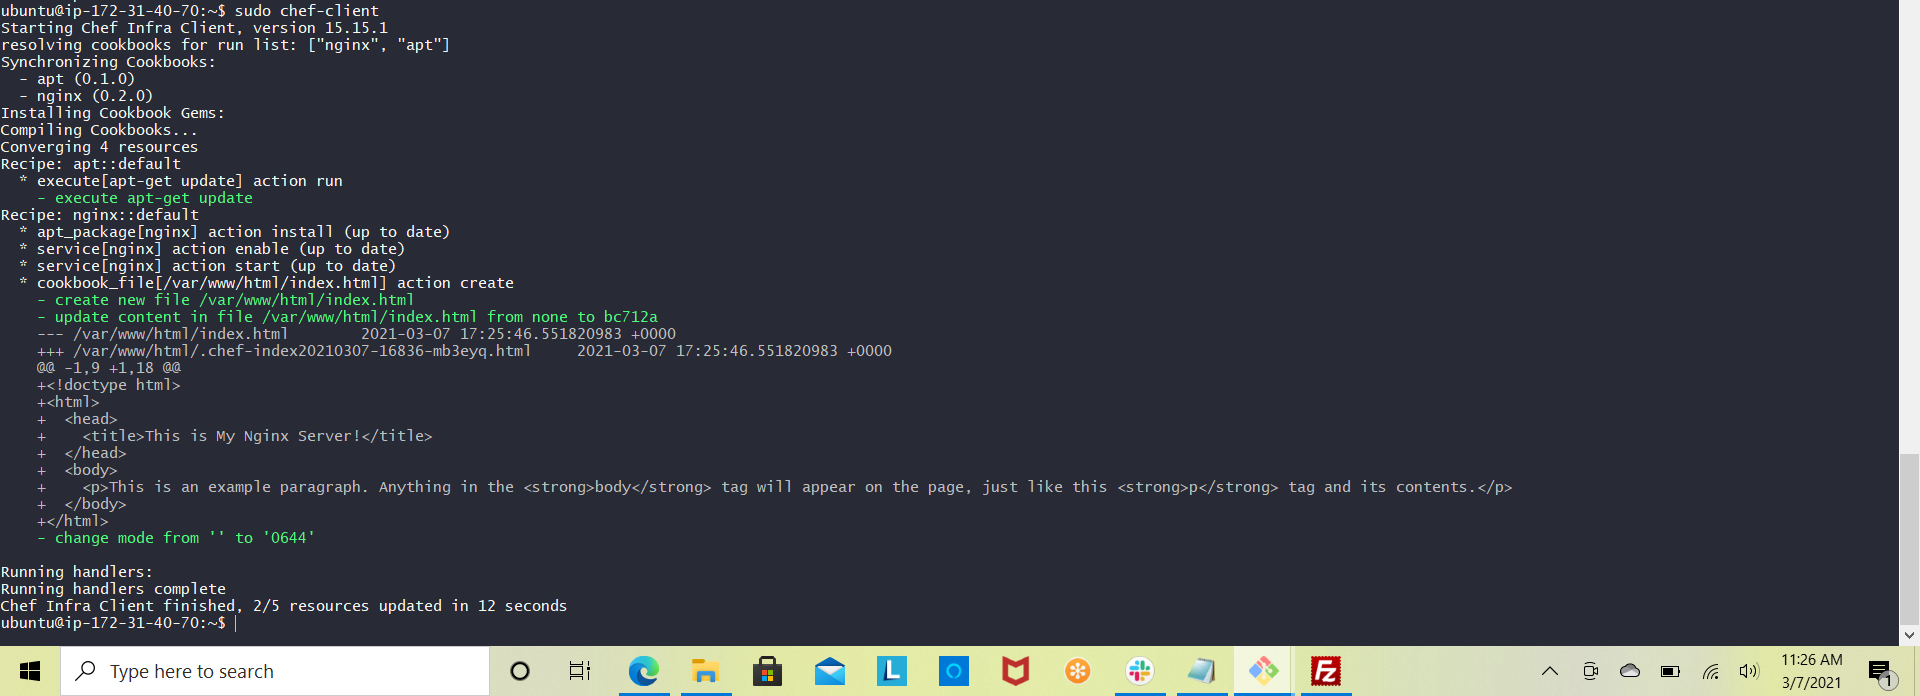 ubuntu@ip-172-31-40-70:~$ sudo chef-client
Starting Chef Infra Client, version 15.15.1
resolving cookbooks for run list: ["nginx", "apt"]
Synchronizing Cookbooks:
  - apt (0.1.0)
  - nginx (0.2.0)
Installing Cookbook Gems:
Compiling Cookbooks...
Converging 4 resources
Recipe: apt::default
  * execute[apt-get update] action run
    - execute apt-get update
Recipe: nginx::default
  * apt_package[nginx] action install (up to date)
  * service[nginx] action enable (up to date)
  * service[nginx] action start (up to date)
  * cookbook_file[/var/www/html/index.html] action create
    - create new file /var/www/html/index.html
    - update content in file /var/www/html/index.html from none to bc712a
    --- /var/www/html/index.html        2021-03-07 17:25:46.551820983 +0000
    +++ /var/www/html/.chef-index20210307-16836-mb3eyq.html     2021-03-07 17:25:46.551820983 +0000
    @@ -1,9 +1,18 @@
    +<!doctype html>
    +<html>
    +  <head>
    +    <title>This is My Nginx Server!</title>
    +  </head>
    +  <body>
    +    <p>This is an example paragraph. Anything in the <strong>body</strong> tag will appear on the page, just like this <strong>p</strong> tag and its contents.</p>
    +  </body>
    +</html>
    - change mode from '' to '0644'
Running handlers:
Running handlers complete
Chef Infra Client finished, 2/5 resources updated in 12 seconds
ubuntu@ip-172-31-40-70:~$
Type here to search
L
Fz
11:26 AM
3/7/2021
1